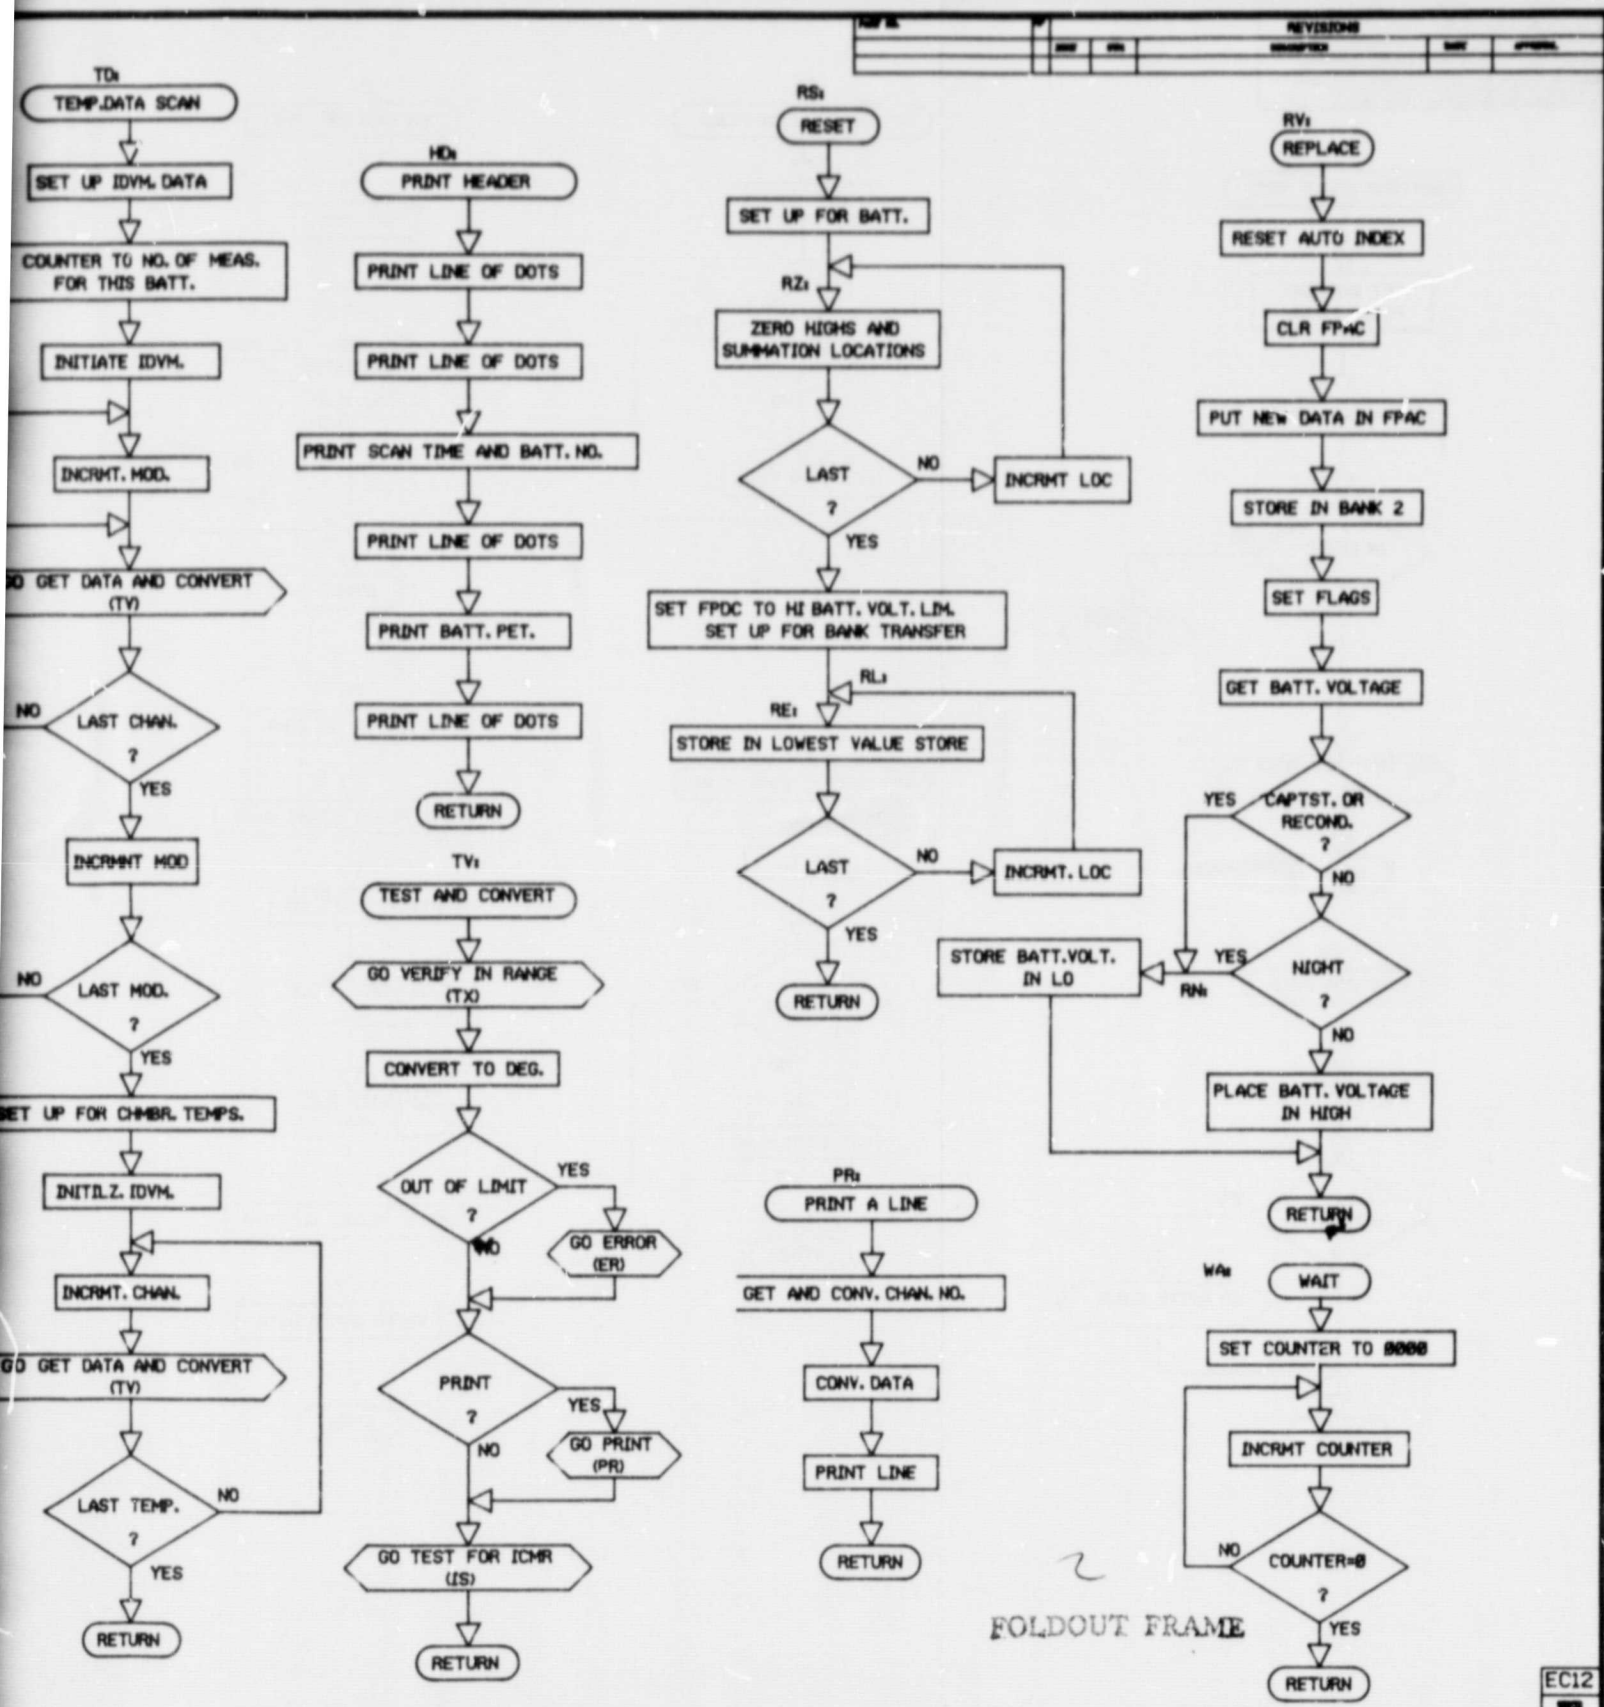 REVISIONS
TD:
TEMP.DATA SCAN
SET UP IDVM. DATA
COUNTER TO NO. OF MEAS.
FOR THIS BATT.
INITIATE IDVM.
INCRMT. MOD.
GO GET DATA AND CONVERT
(TV)
LAST CHAN.
?
NO
YES
INCRMNT MOD
LAST MOD.
?
NO
YES
SET UP FOR CHMBR. TEMPS.
INITILZ. IDVM.
INCRMT. CHAN.
GO GET DATA AND CONVERT
(TV)
LAST TEMP.
?
NO
YES
RETURN
HD:
PRINT HEADER
PRINT LINE OF DOTS
PRINT LINE OF DOTS
PRINT SCAN TIME AND BATT. NO.
PRINT LINE OF DOTS
PRINT BATT. PET.
PRINT LINE OF DOTS
RETURN
TV:
TEST AND CONVERT
GO VERIFY IN RANGE
(TX)
CONVERT TO DEG.
OUT OF LIMIT
?
YES
NO
GO ERROR
(ER)
PRINT
?
YES
NO
GO PRINT
(PR)
GO TEST FOR ICMR
(IS)
RETURN
RS:
RESET
SET UP FOR BATT.
RZ:
ZERO HIGHS AND
SUMMATION LOCATIONS
LAST
?
NO
INCRMT LOC
YES
SET FPDC TO HI BATT. VOLT. LIM.
SET UP FOR BANK TRANSFER
RL:
RE:
STORE IN LOWEST VALUE STORE
LAST
?
NO
INCRMT. LOC
YES
RETURN
PR:
PRINT A LINE
GET AND CONV. CHAN. NO.
CONV. DATA
PRINT LINE
RETURN
RV:
REPLACE
RESET AUTO INDEX
CLR FPAC
PUT NEW DATA IN FPAC
STORE IN BANK 2
SET FLAGS
GET BATT. VOLTAGE
CAPTST. OR
RECOND.
?
YES
NO
NIGHT
?
YES
RN:
STORE BATT.VOLT.
IN LO
NO
PLACE BATT. VOLTAGE
IN HIGH
RETURN
WA:
WAIT
SET COUNTER TO 0000
INCRMT COUNTER
COUNTER=0
?
NO
YES
RETURN
2
FOLDOUT FRAME
EC12